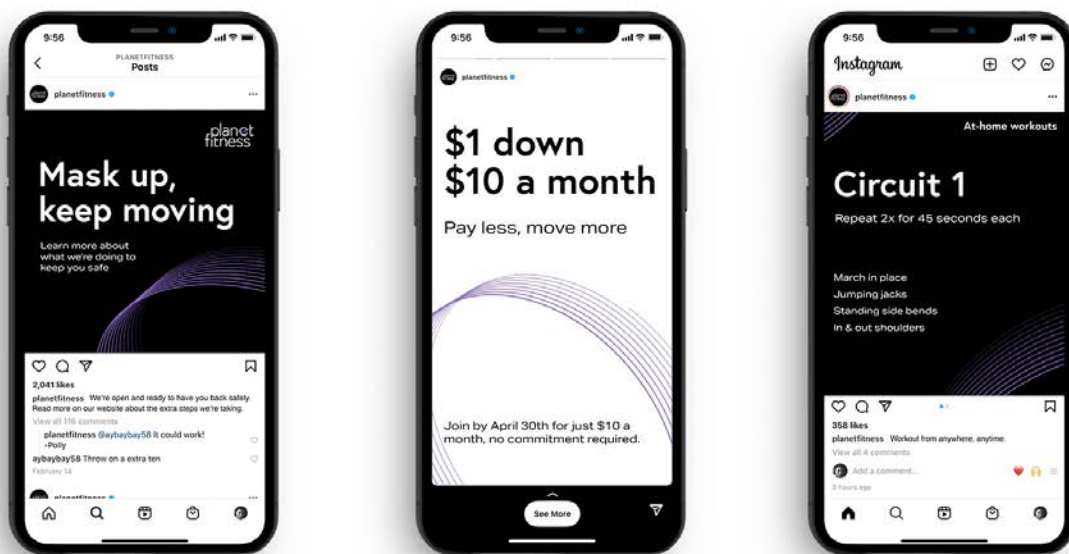 9:56
PLANETFITNESS
Posts
planetfitness
planet
fitness
Mask up,
keep moving
Learn more about
what we're doing to
keep you safe
2,041 likes
planetfitness We're open and ready to have you back safely.
Read more on our website about the extra steps we're taking.
View all 116 comments
planetfitness @aybaybay58 It could work!
-Polly
aybaybay58 Throw on a extra ten
February 14
planetfitness
9:56
planetfitness
$1 down
$10 a month
Pay less, move more
Join by April 30th for just $10 a
month, no commitment required.
See More
9:56
Instagram
planetfitness
At-home workouts
Circuit 1
Repeat 2x for 45 seconds each
March in place
Jumping jacks
Standing side bends
In & out shoulders
358 likes
planetfitness Workout from anywhere, anytime.
View all 4 comments
Add a comment...
3 hours ago